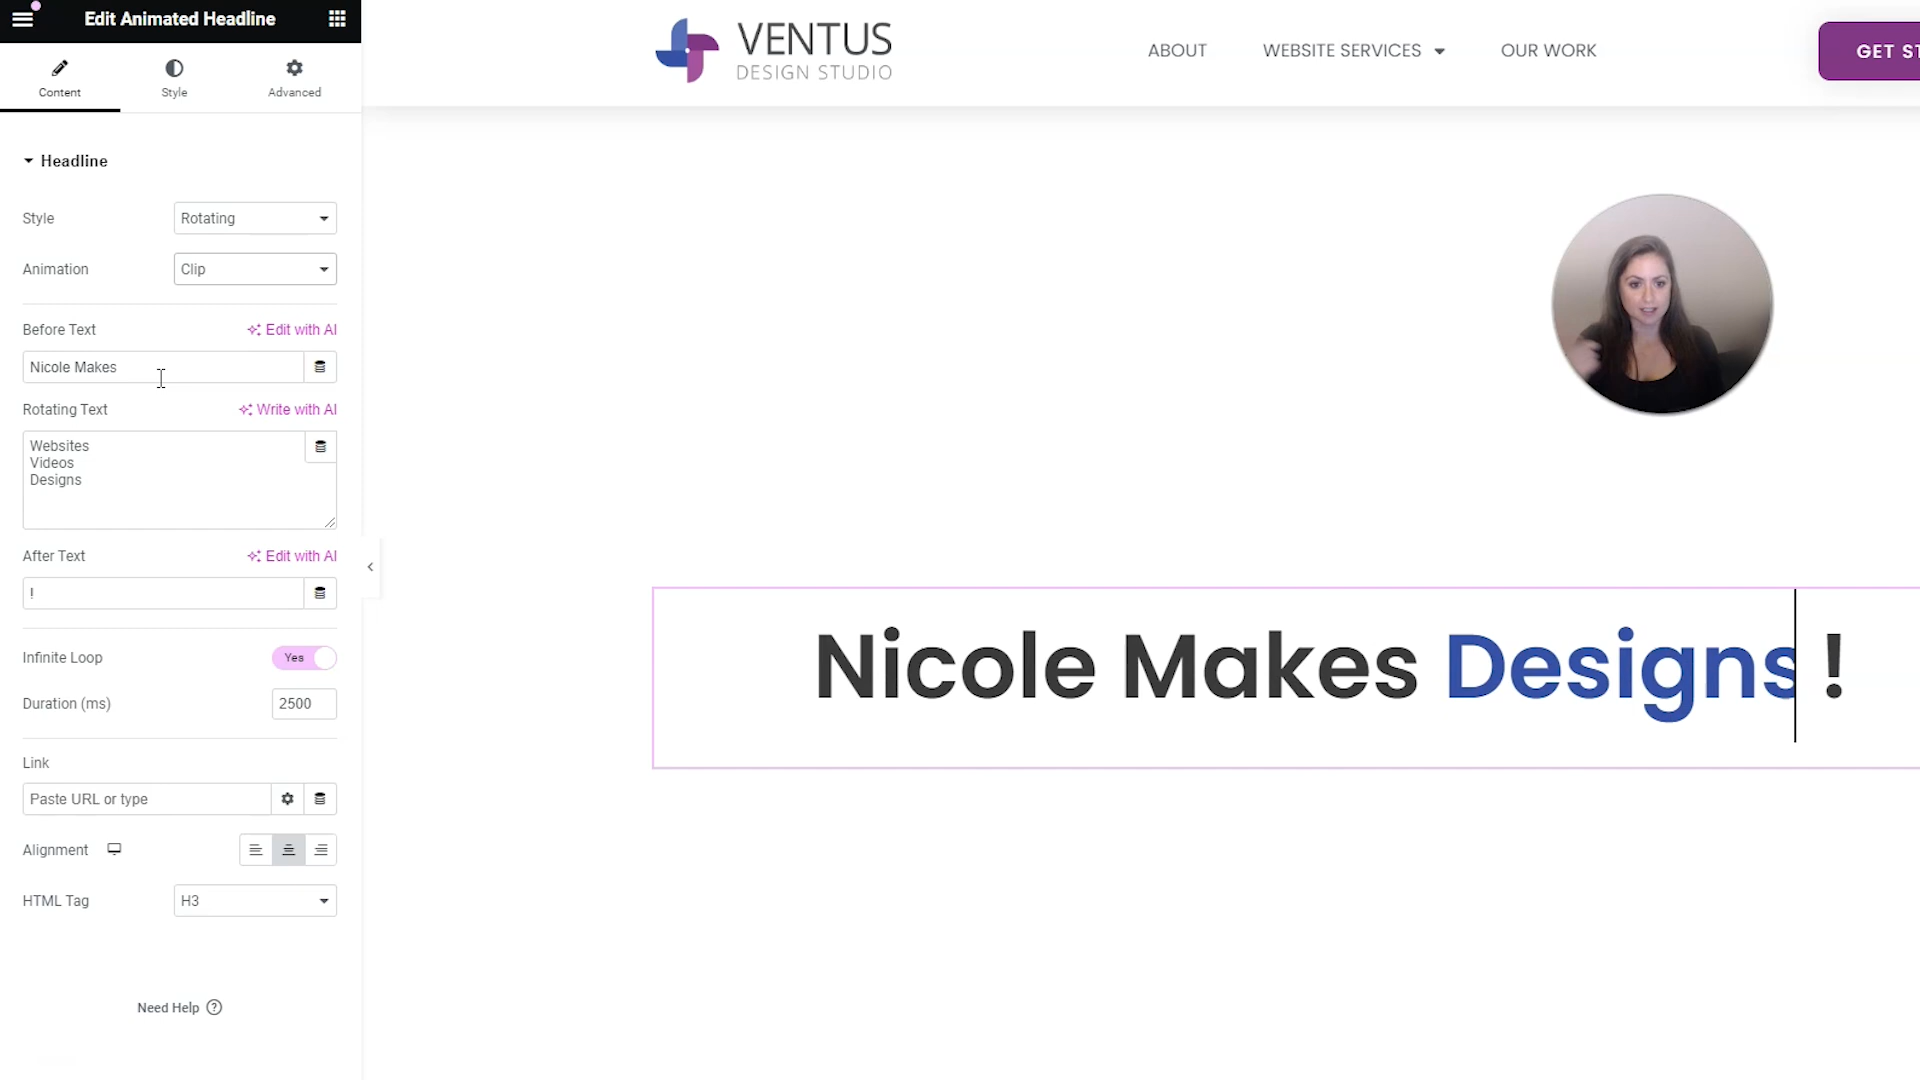 Edit Animated Headline
Content
Style
Advanced
Headline
Style
Rotating
Animation
Clip
Before Text
Edit with AI
Nicole Makes
Rotating Text
Write with AI
Websites
Videos
Designs
After Text
Edit with AI
!
Infinite Loop
Yes
Duration (ms)
2500
Link
Paste URL or type
Alignment
HTML Tag
H3
Need Help
VENTUS
DESIGN STUDIO
ABOUT
WEBSITE SERVICES
OUR WORK
GET
Nicole Makes Designs !